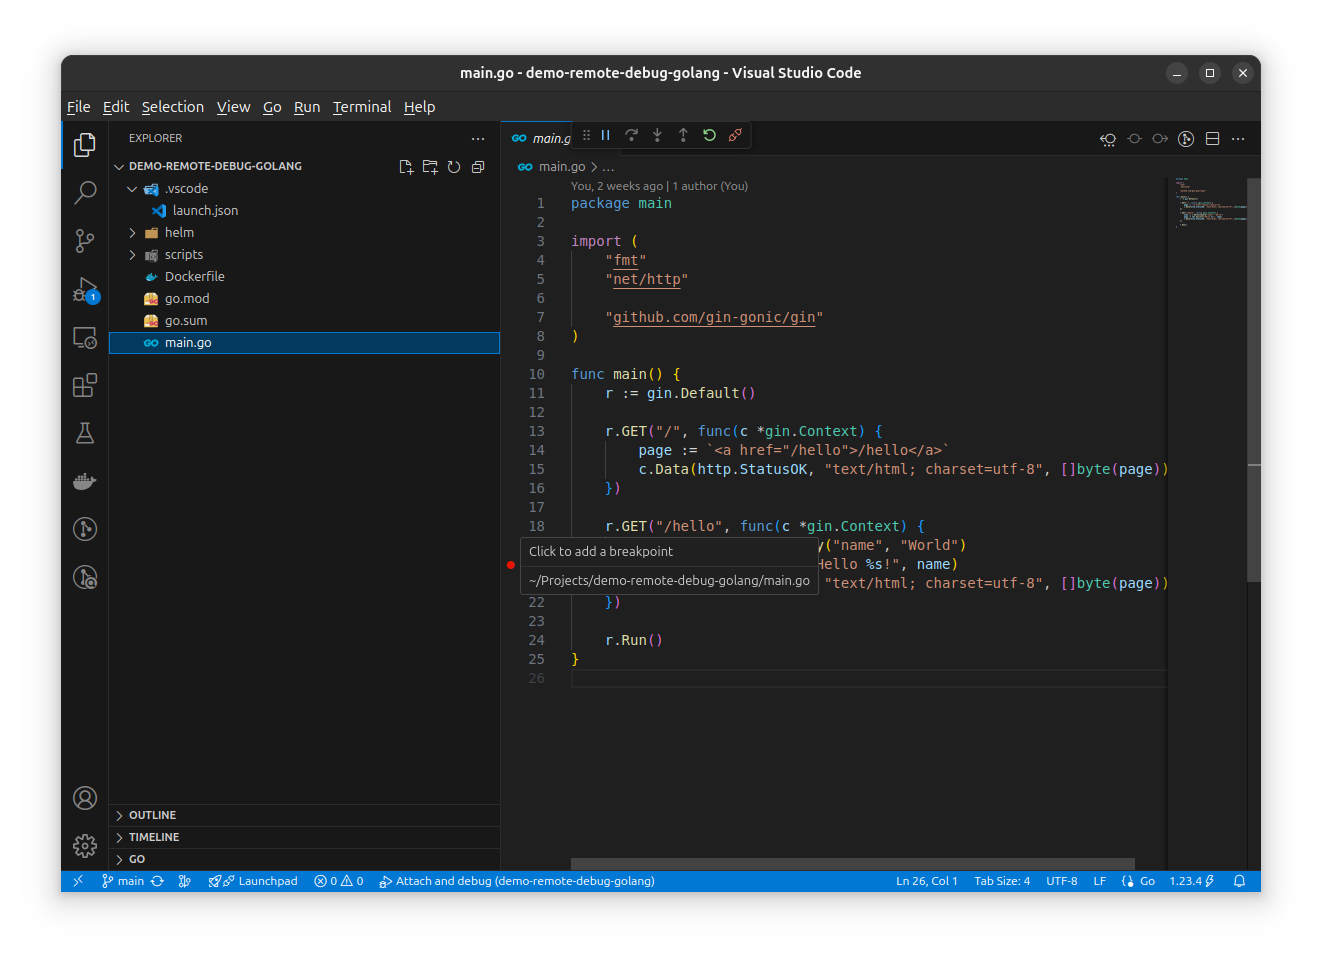 main.go - demo-remote-debug-golang - Visual Studio Code
File Edit Selection View Go Run Terminal Help
EXPLORER
DEMO-REMOTE-DEBUG-GOLANG
.vscode
launch.json
helm
scripts
Dockerfile
go.mod
go.sum
main.go
1
OUTLINE
TIMELINE
GO
GO main.g
GO main.go > ...
You, 2 weeks ago | 1 author (You)
1 package main
2
3 import (
4 "fmt"
5 "net/http"
6
7 "github.com/gin-gonic/gin"
8 )
9
10 func main() {
11 r := gin.Default()
12
13 r.GET("/", func(c *gin.Context) {
14 page := `<a href="/hello">/hello</a>`
15 c.Data(http.StatusOK, "text/html; charset=utf-8", []byte(page))
16 })
17
18 r.GET("/hello", func(c *gin.Context) {
y("name", "World")
Hello %s!", name)
"text/html; charset=utf-8", []byte(page))
Click to add a breakpoint
~/Projects/demo-remote-debug-golang/main.go
22 })
23
24 r.Run()
25 }
26
main Launchpad 0 0 Attach and debug (demo-remote-debug-golang) Ln 26, Col 1 Tab Size: 4 UTF-8 LF Go 1.23.4